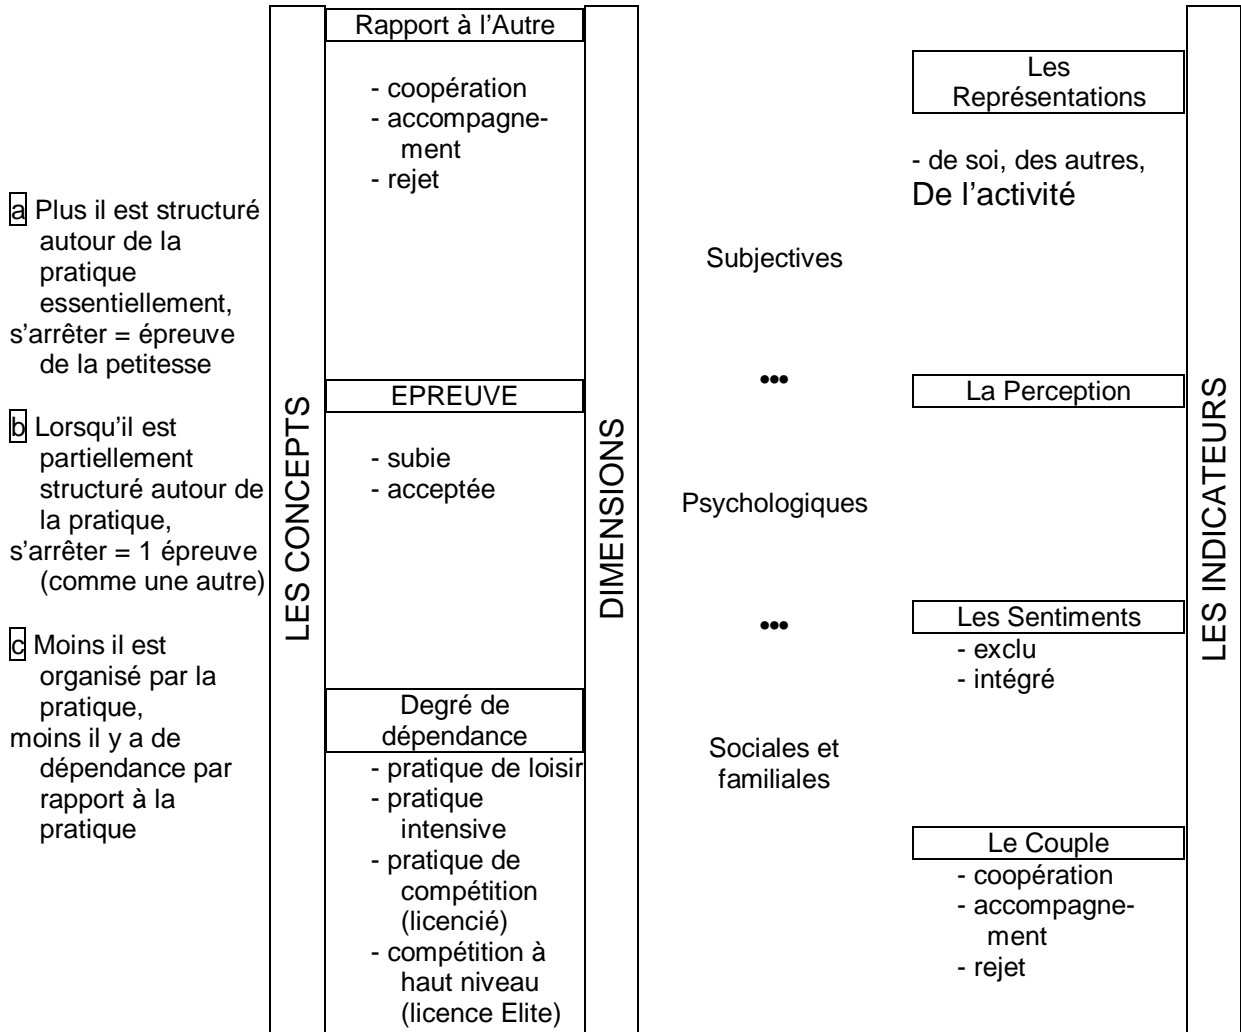 a Plus il est structuré
autour de la
pratique
essentiellement,
s'arrêter = épreuve
de la petitesse
b Lorsqu'il est
partiellement
structuré autour de
la pratique,
s'arrêter = 1 épreuve
(comme une autre)
c Moins il est
organisé par la
pratique,
moins il y a de
dépendance par
rapport à la
pratique
LES CONCEPTS
Rapport à l'Autre
- coopération
- accompagne-
ment
- rejet
EPREUVE
- subie
- acceptée
Degré de
dépendance
- pratique de loisir
- pratique
intensive
- pratique de
compétition
(licencié)
- compétition à
haut niveau
(licence Elite)
DIMENSIONS
Subjectives
•••
Psychologiques
•••
Sociales et
familiales
Les
Représentations
- de soi, des autres,
De l'activité
La Perception
Les Sentiments
- exclu
- intégré
Le Couple
- coopération
- accompagne-
ment
- rejet
LES INDICATEURS